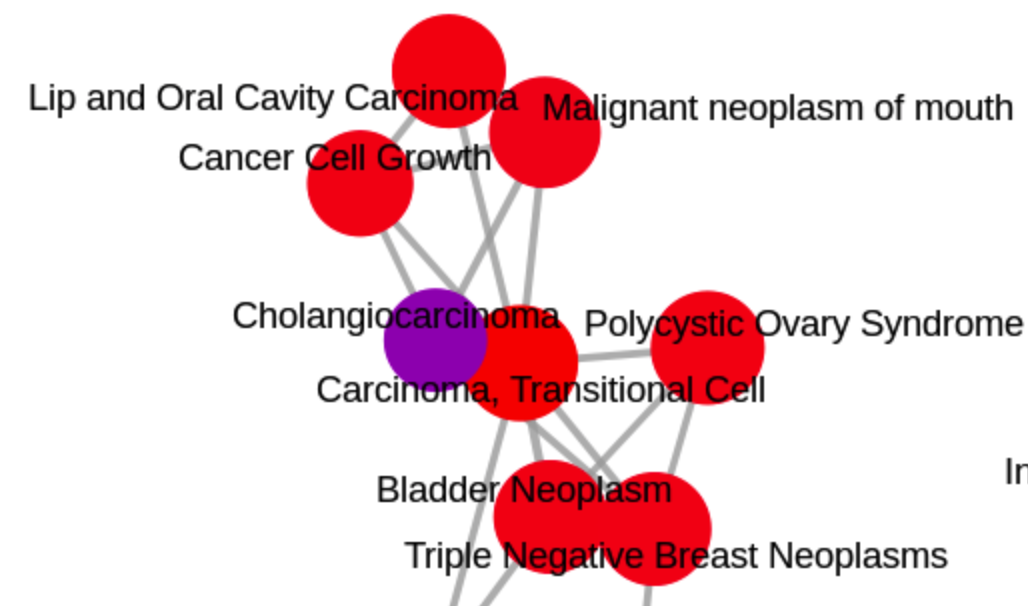 Lip and Oral Cavity Carcinoma
Malignant neoplasm of mouth
Cancer Cell Growth
Cholangiocarcinoma
Polycystic Ovary Syndrome
Carcinoma, Transitional Cell
In
Bladder Neoplasm
Triple Negative Breast Neoplasms